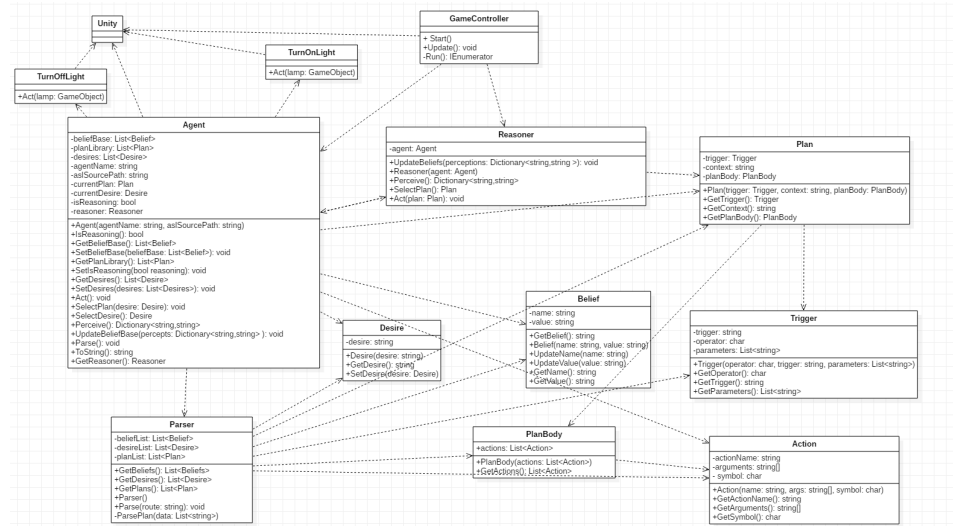 Unity
GameController
+ Start()
+Update(): void
-Run(): IEnumerator
TurnOnLight
+Act(lamp: GameObject)
TurnOffLight
+Act(lamp: GameObject)
Agent
-beliefBase: List<Belief>
-planLibrary: List<Plan>
-desires: List<Desire>
-agentName: string
-aslSourcePath: string
-currentPlan: Plan
-currentDesire: Desire
-isReasoning: bool
-reasoner: Reasoner
+Agent(agentName: string, aslSourcePath: string)
+IsReasoning(): bool
+GetBeliefBase(): List<Belief>
+SetBeliefBase(beliefBase: List<Belief>): void
+GetPlanLibrary(): List<Plan>
+SetIsReasoning(bool reasoning): void
+GetDesires(): List<Desire>
+SetDesires(desires: List<Desires>): void
+Act(): void
+SelectPlan(desire: Desire): void
+SelectDesire(): Desire
+Perceive(): Dictionary<string,string>
+UpdateBeliefBase(percepts: Dictionary<string,string> ): void
+Parse(): void
+ToString(): string
+GetReasoner(): Reasoner
Reasoner
-agent: Agent
+UpdateBeliefs(perceptions: Dictionary<string,string >): void
+Reasoner(agent: Agent)
+Perceive(): Dictionary<string,string>
+SelectPlan(): Plan
+Act(plan: Plan): void
Plan
-trigger: Trigger
-context: string
-planBody: PlanBody
+Plan(trigger: Trigger, context: string, planBody: PlanBody)
+GetTrigger(): Trigger
+GetContext(): string
+GetPlanBody(): PlanBody
Belief
-name: string
-value: string
+GetBelief(): string
+Belief(name: string, value: string)
+UpdateName(name: string)
+UpdateValue(value: string)
+GetName(): string
+GetValue(): string
Desire
-desire: string
+Desire(desire: string)
+GetDesire(): string
+SetDesire(desire: Desire)
Trigger
-trigger: string
-operator: char
-parameters: List<string>
+Trigger(operator: char, trigger: string, parameters: List<string>)
+GetOperator(): char
+GetTrigger(): string
+GetParameters(): List<string>
Parser
-beliefList: List<Belief>
-desireList: List<Desire>
-planList: List<Plan>
+GetBeliefs(): List<Beliefs>
+GetDesires(): List<Desire>
+GetPlans(): List<Plan>
+Parser()
+Parse(route: string): void
-ParsePlan(data: List<string>)
PlanBody
+actions: List<Action>
+PlanBody(actions: List<Action>)
+GetActions(): List<Action>
Action
-actionName: string
-arguments: string[]
- symbol: char
+Action(name: string, args: string[], symbol: char)
+GetActionName(): string
+GetArguments(): string[]
+GetSymbol(): char